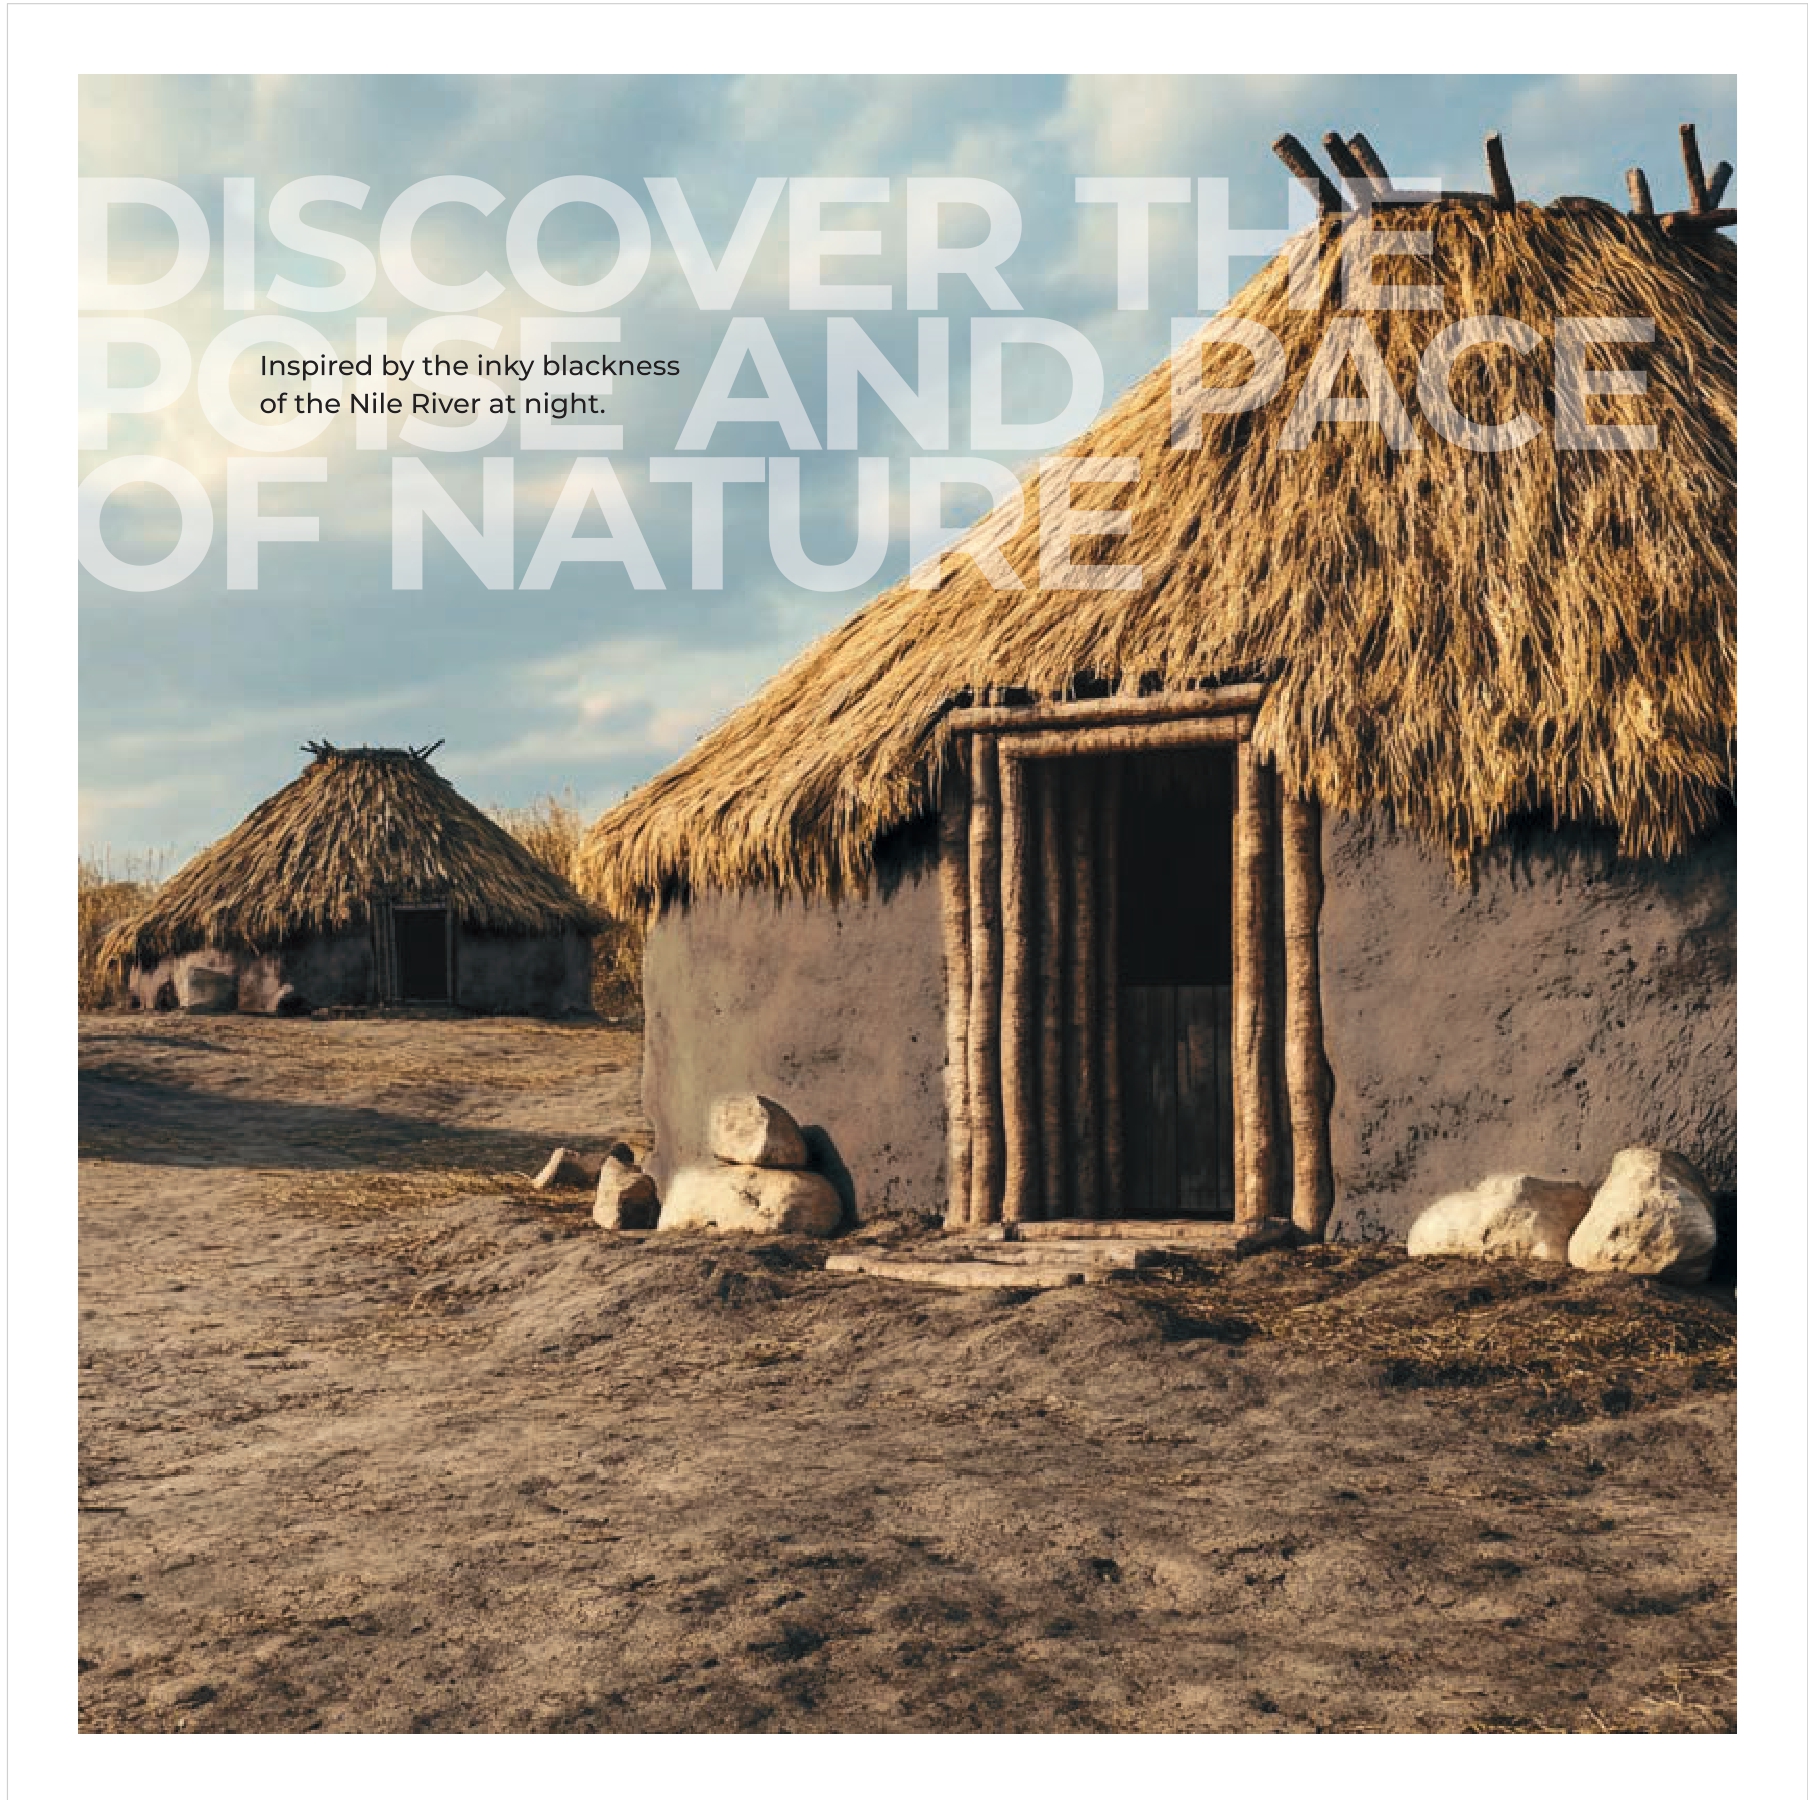 DISCOVER THE
POISE AND PACE
OF NATURE
Inspired by the inky blackness
of the Nile River at night.